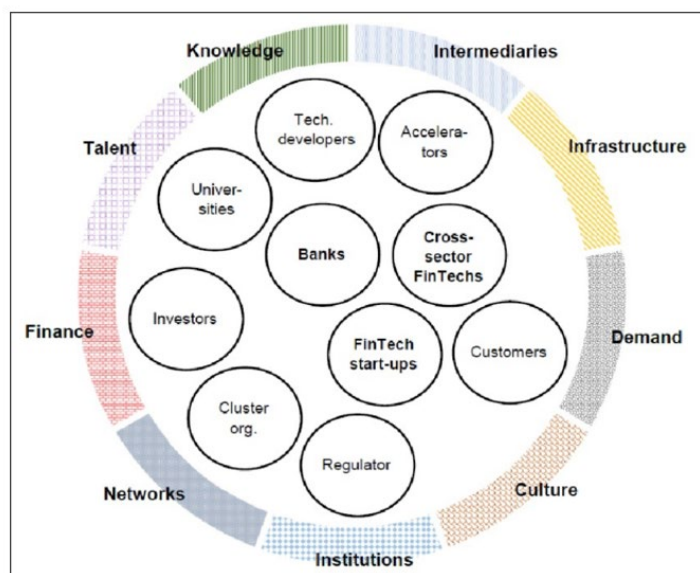 Knowledge
Intermediaries
Tech.
developers
Accelera-
tors
Talent
Infrastructure
Univer-
sities
Banks
Cross-
sector
FinTechs
Finance
Investors
FinTech
start-ups
Customers
Demand
Cluster
org.
Regulator
Networks
Culture
Institutions